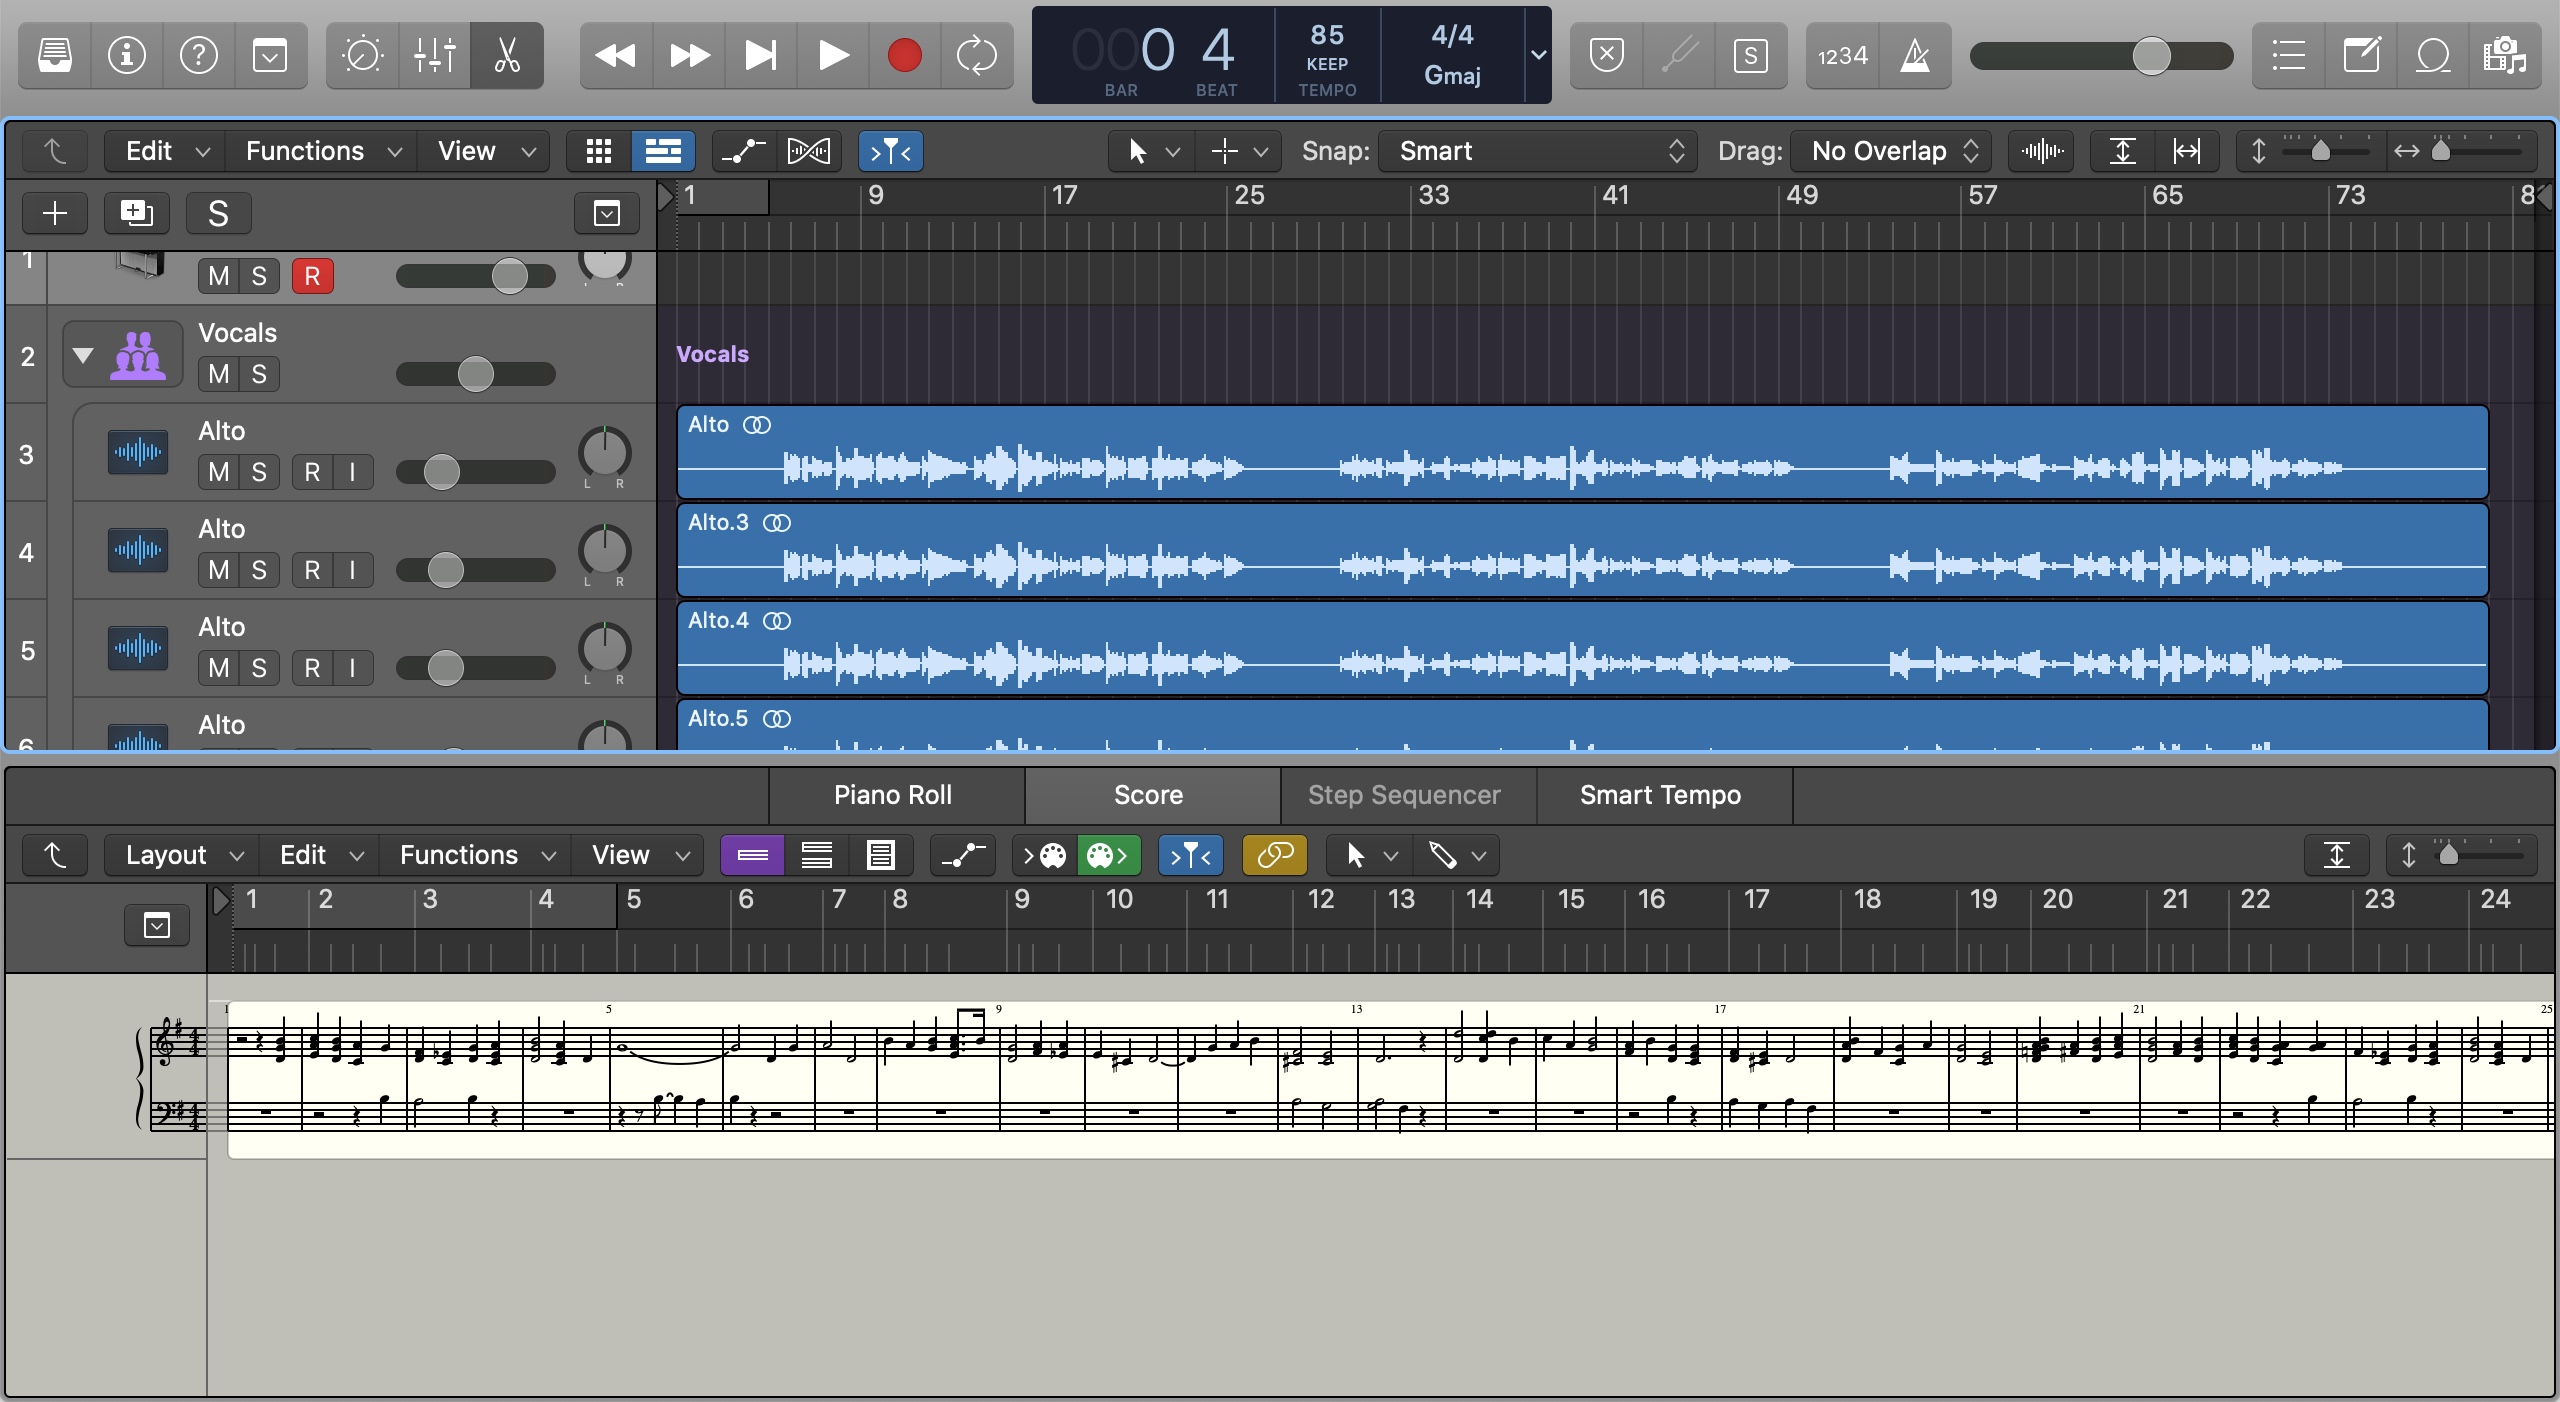 000 4
BAR BEAT
85
KEEP
TEMPO
4/4
Gmaj
S
1234
Edit Functions View
Snap: Smart
Drag: No Overlap
S
1 9 17 25 33 41 49 57 65 73 8
1
M S R
2
Vocals
M S
Vocals
3
Alto
M S R I
L R
Alto
4
Alto
M S R I
L R
Alto.3
5
Alto
M S R I
L R
Alto.4
6
Alto
Alto.5
Piano Roll Score Step Sequencer Smart Tempo
Layout Edit Functions View
1 2 3 4 5 6 7 8 9 10 11 12 13 14 15 16 17 18 19 20 21 22 23 24
1 5 9 13 17 21 25
4
4
4
4